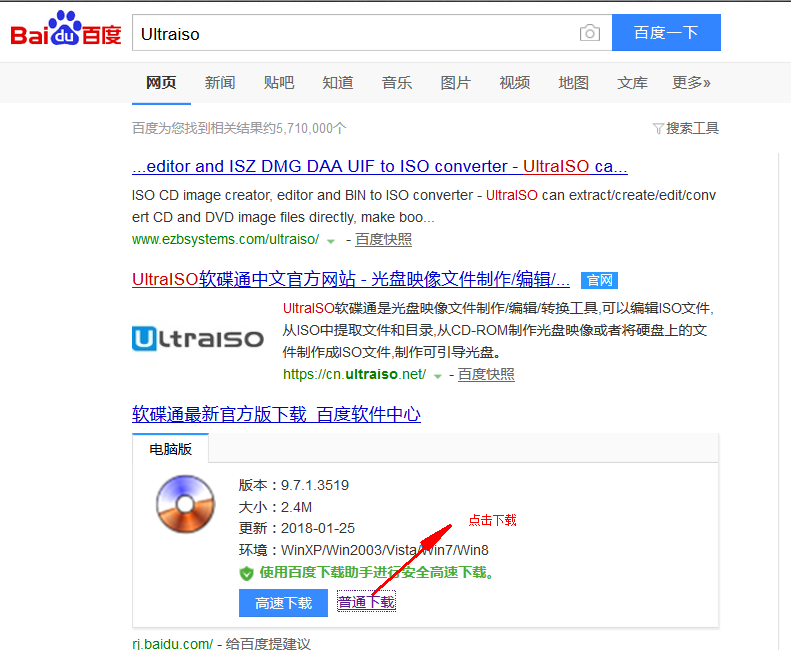 Bai du 百度
Ultraiso
百度一下
网页 新闻 贴吧 知道 音乐 图片 视频 地图 文库 更多»
百度为您找到相关结果约5,710,000个
搜索工具
...editor and ISZ DMG DAA UIF to ISO converter - UltraISO ca...
ISO CD image creator, editor and BIN to ISO converter - UltraISO can extract/create/edit/conv
ert CD and DVD image files directly, make boo...
www.ezbsystems.com/ultraiso/ - 百度快照
UltraISO软碟通中文官方网站 - 光盘映像文件制作/编辑/... 官网
UltraISO
UltraISO软碟通是光盘映像文件制作/编辑/转换工具,可以编辑ISO文件,
从ISO中提取文件和目录,从CD-ROM制作光盘映像或者将硬盘上的文
件制作成ISO文件,制作可引导光盘。
https://cn.ultraiso.net/ - 百度快照
软碟通最新官方版下载_百度软件中心
电脑版
版本：9.7.1.3519
大小：2.4M
更新：2018-01-25
点击下载
环境：WinXP/Win2003/Vista/Win7/Win8
使用百度下载助手进行安全高速下载。
高速下载 普通下载
rj.baidu.com/ - 给百度提建议